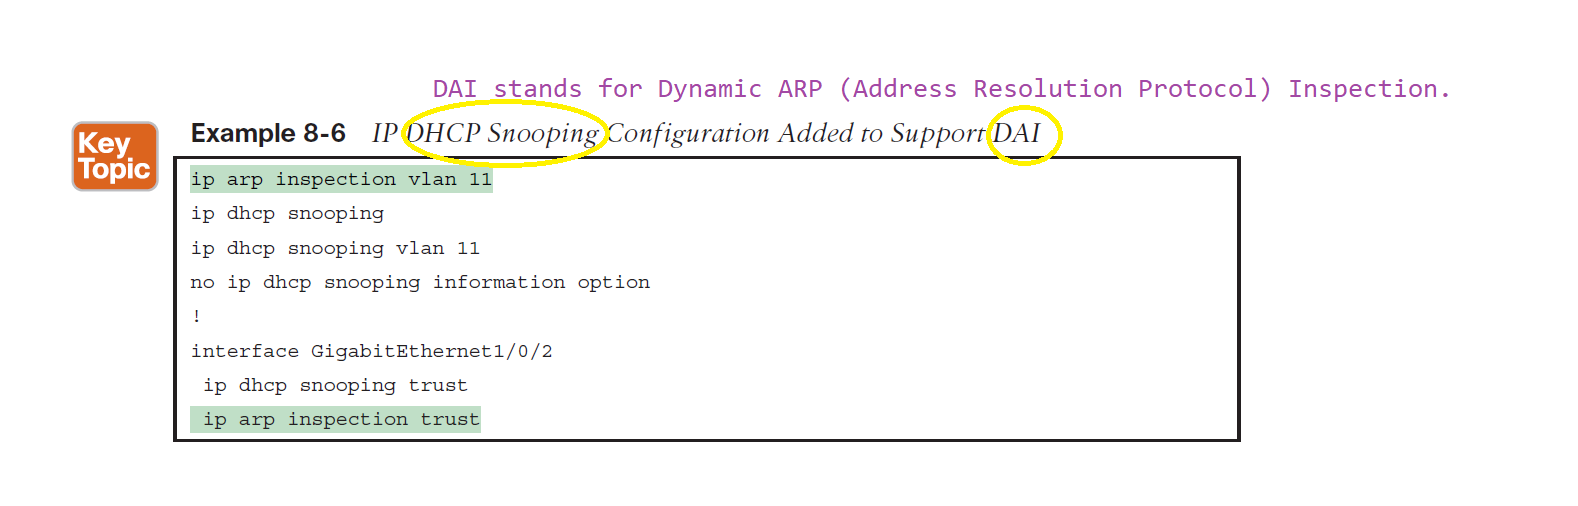 DAI stands for Dynamic ARP (Address Resolution Protocol) Inspection.
Key
Topic
Example 8-6 IP DHCP Snooping Configuration Added to Support DAI
ip arp inspection vlan 11
ip dhcp snooping
ip dhcp snooping vlan 11
no ip dhcp snooping information option
!
interface GigabitEthernet1/0/2
 ip dhcp snooping trust
 ip arp inspection trust